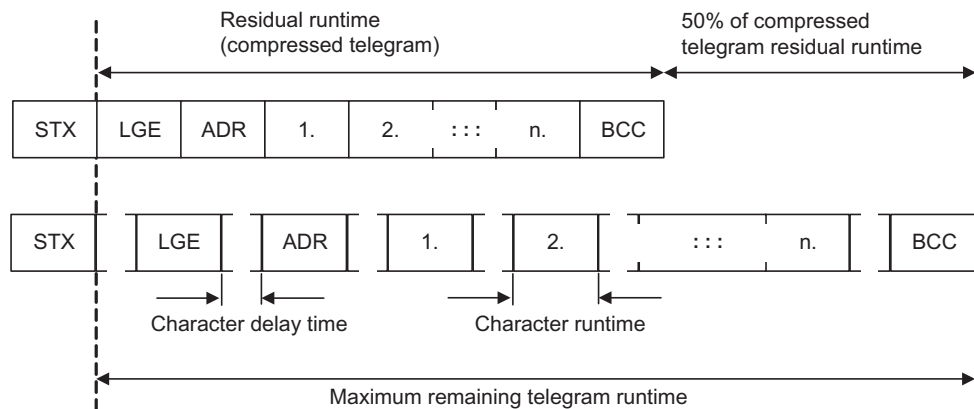 Residual runtime
(compressed telegram)
50% of compressed
telegram residual runtime
STX LGE ADR 1. 2. : : : n. BCC
STX LGE ADR 1. 2. : : : n. BCC
Character delay time Character runtime
Maximum remaining telegram runtime